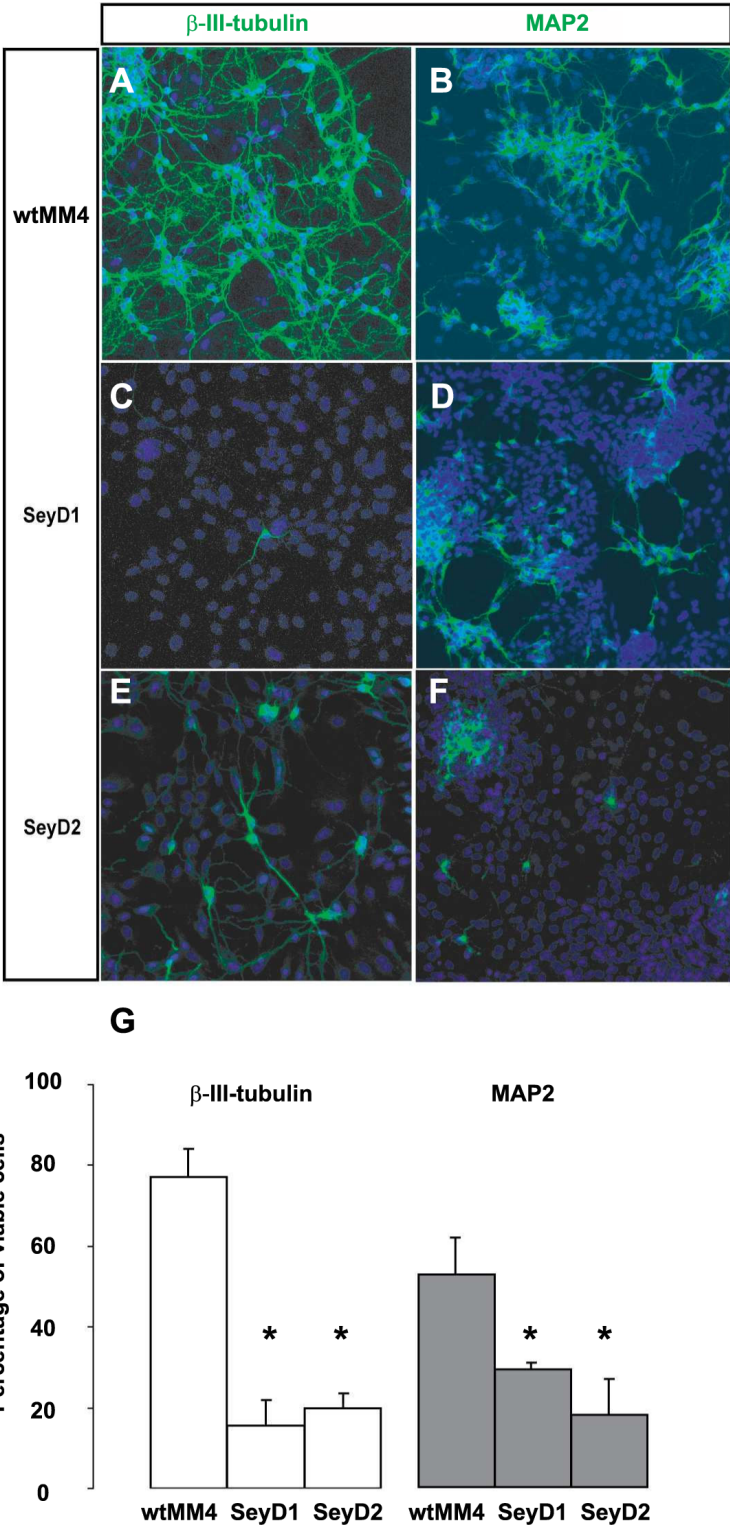 β-III-tubulin MAP2
wtMM4
A
B
SeyD1
C
D
SeyD2
E
F
G
β-III-tubulin MAP2
100
80
60
40
20
0
* * * *
wtMM4 SeyD1 SeyD2 wtMM4 SeyD1 SeyD2